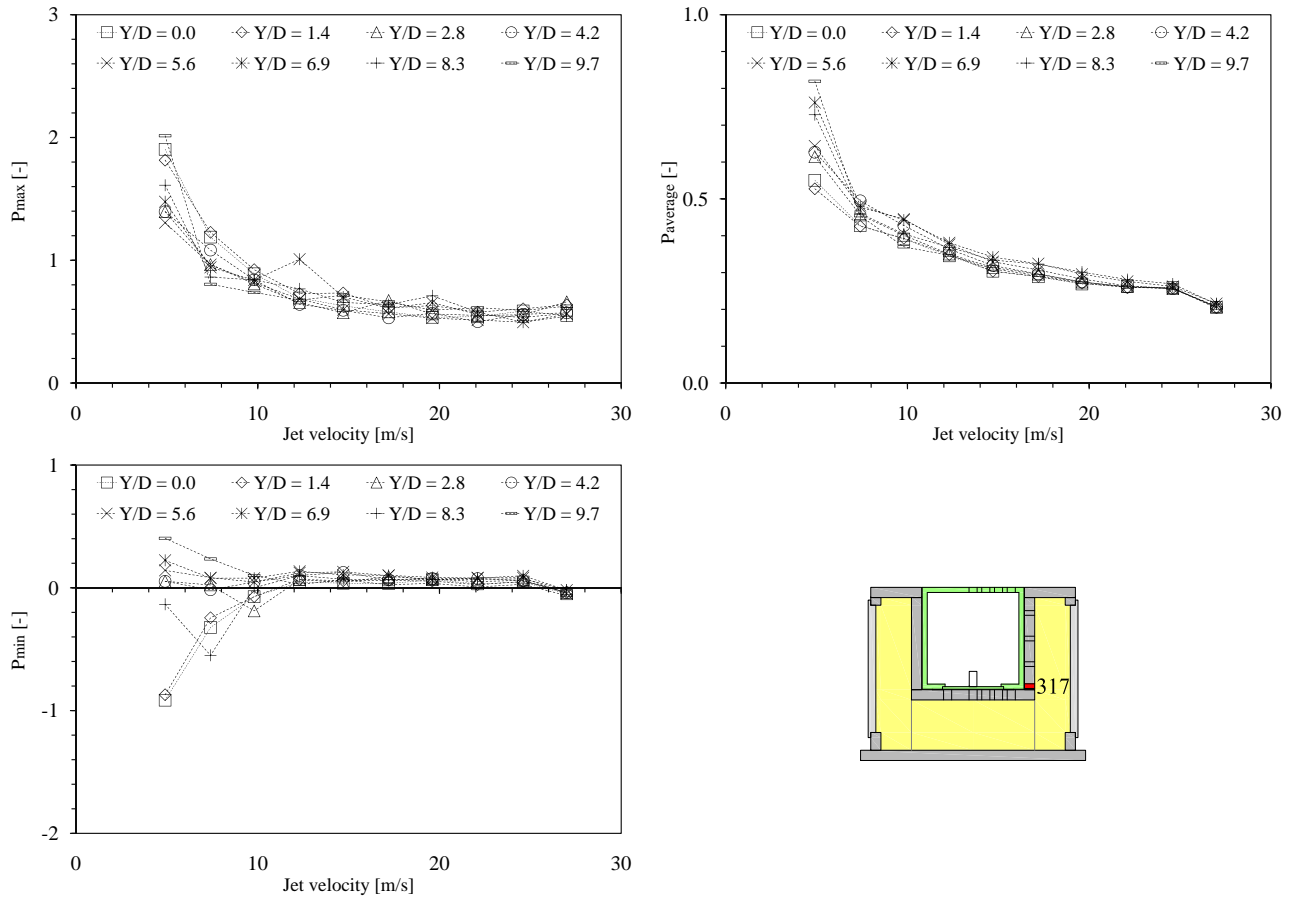 3
2
1
0
0
10
20
30
Pmax [-]
Jet velocity [m/s]
Y/D = 0.0 Y/D = 1.4 Y/D = 2.8 Y/D = 4.2
Y/D = 5.6 Y/D = 6.9 Y/D = 8.3 Y/D = 9.7
1.0
0.5
0.0
0
10
20
30
Paverage [-]
Jet velocity [m/s]
Y/D = 0.0 Y/D = 1.4 Y/D = 2.8 Y/D = 4.2
Y/D = 5.6 Y/D = 6.9 Y/D = 8.3 Y/D = 9.7
1
0
-1
-2
0
10
20
30
Pmin [-]
Jet velocity [m/s]
Y/D = 0.0 Y/D = 1.4 Y/D = 2.8 Y/D = 4.2
Y/D = 5.6 Y/D = 6.9 Y/D = 8.3 Y/D = 9.7
317